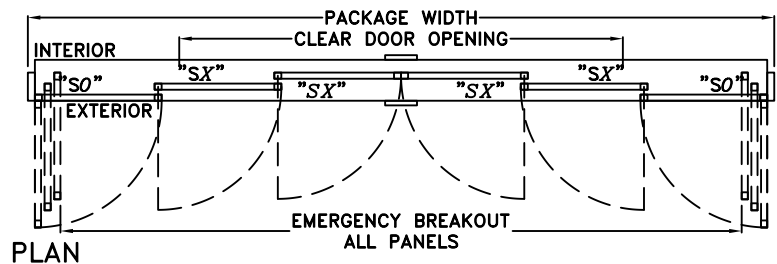 PACKAGE WIDTH
CLEAR DOOR OPENING
INTERIOR
"SO" "SX" "SX" "SX" "SX" "SO"
EXTERIOR
EMERGENCY BREAKOUT
ALL PANELS
PLAN